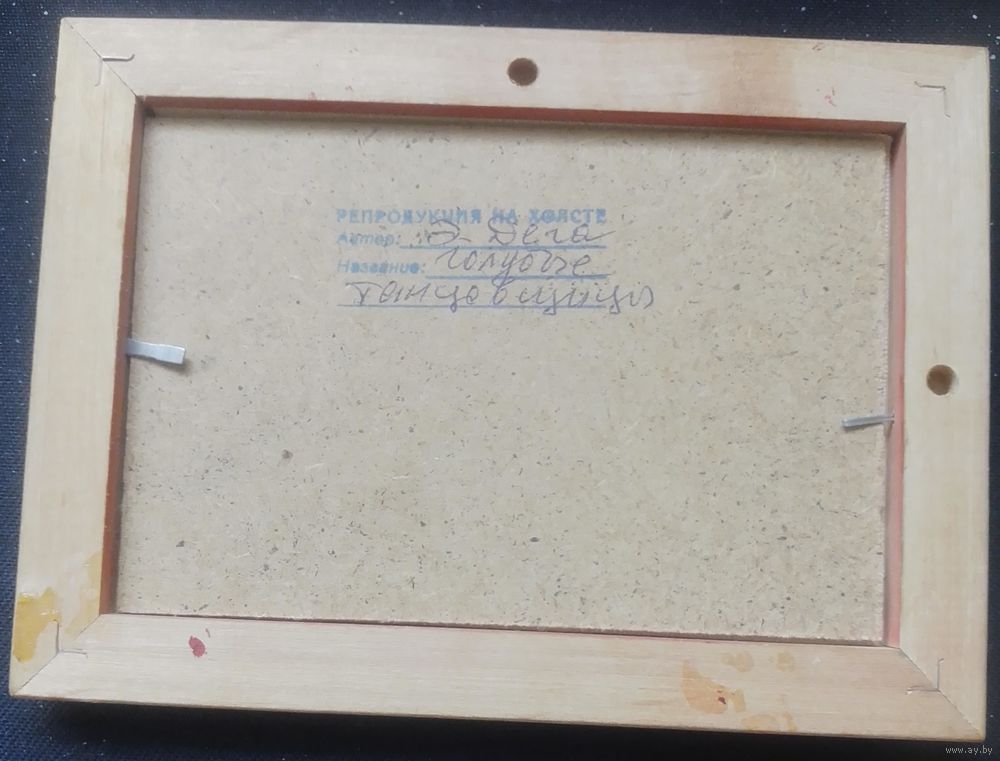 РЕПРОДУКЦИЯ НА ХОЛСТЕ
Автор: Э. Дега
Название: Голубые
танцовщицы
www.ay.by